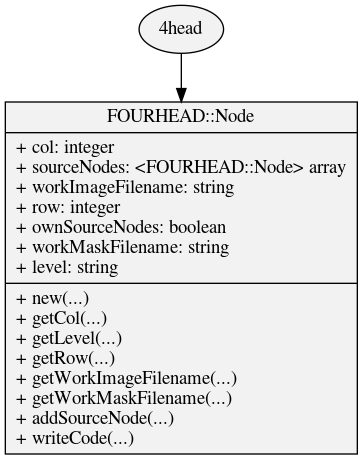 4head
FOURHEAD::Node
+ col: integer
+ sourceNodes: <FOURHEAD::Node> array
+ workImageFilename: string
+ row: integer
+ ownSourceNodes: boolean
+ workMaskFilename: string
+ level: string
+ new(...)
+ getCol(...)
+ getLevel(...)
+ getRow(...)
+ getWorkImageFilename(...)
+ getWorkMaskFilename(...)
+ addSourceNode(...)
+ writeCode(...)